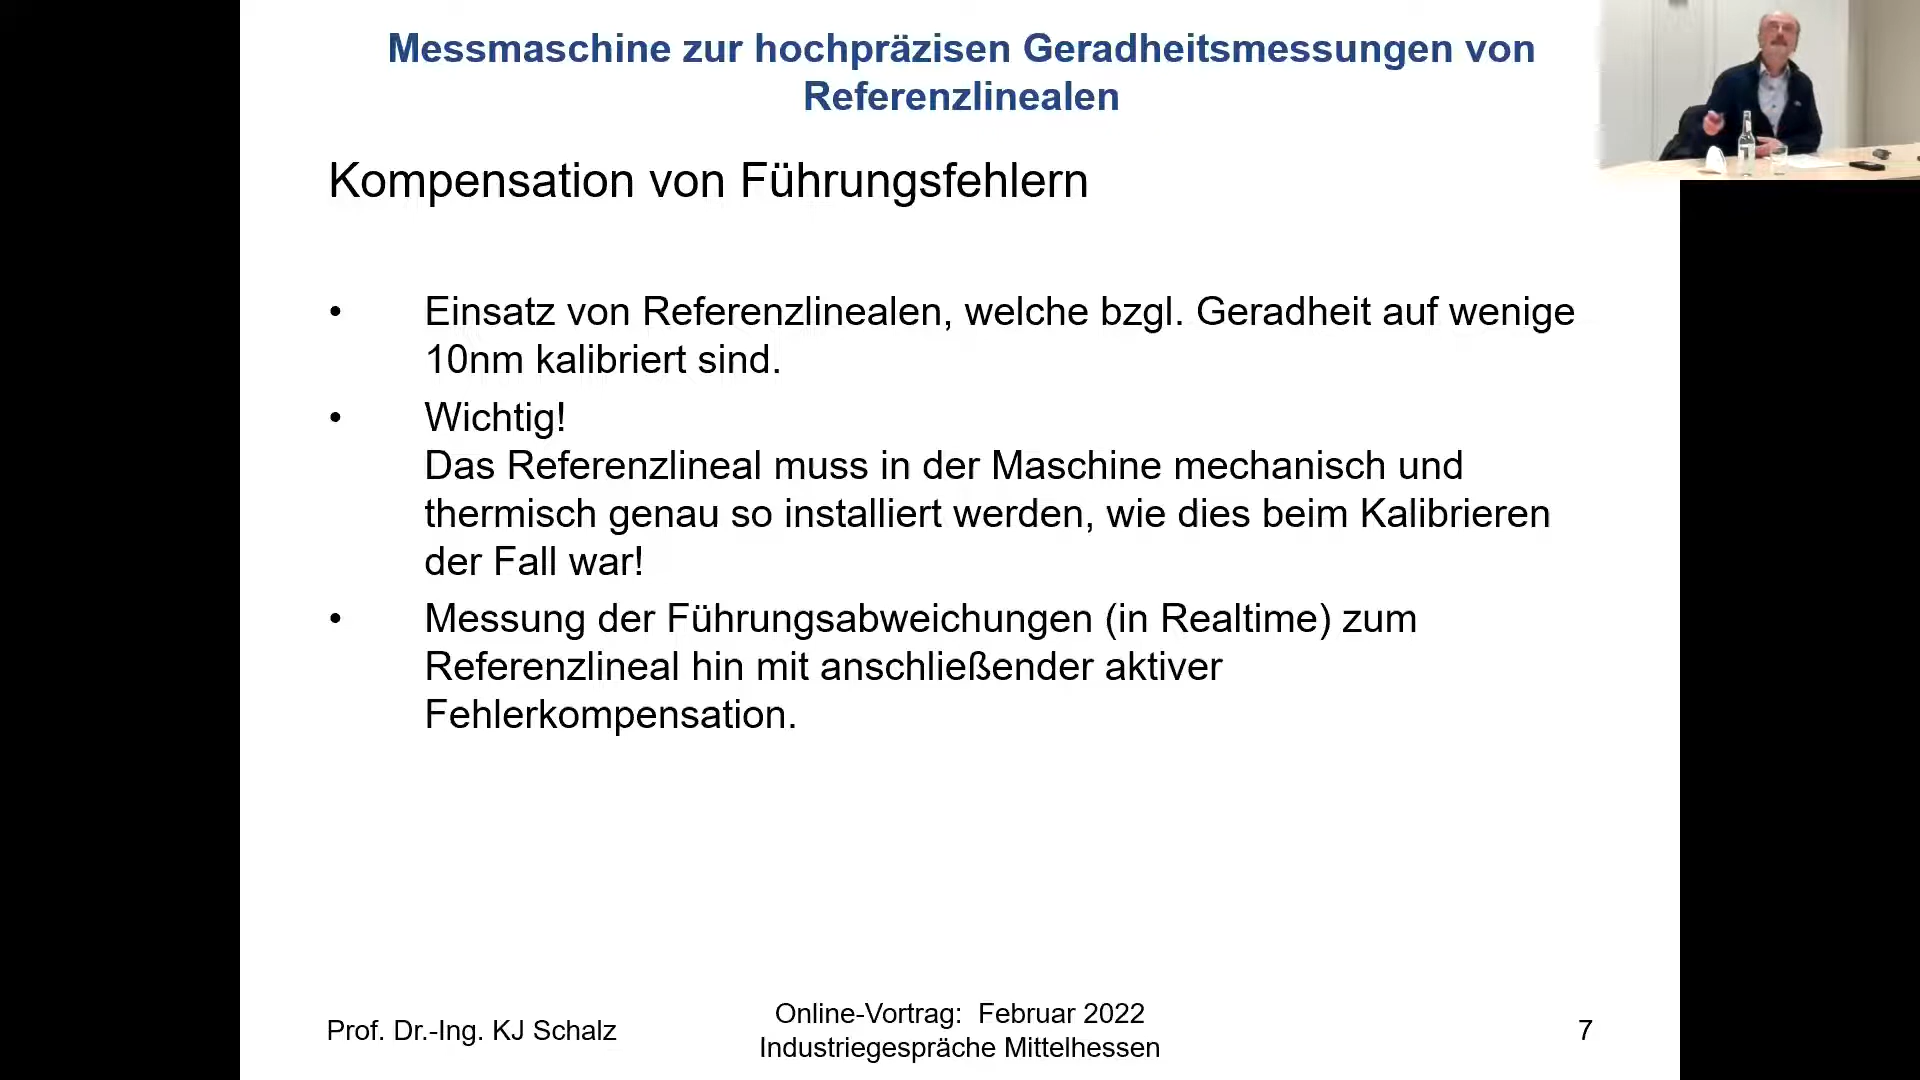 Messmaschine zur hochpräzisen Geradheitsmessungen von
Referenzlinealen
Kompensation von Führungsfehlern
• Einsatz von Referenzlinealen, welche bzgl. Geradheit auf wenige
10nm kalibriert sind.
• Wichtig!
Das Referenzlineal muss in der Maschine mechanisch und
thermisch genau so installiert werden, wie dies beim Kalibrieren
der Fall war!
• Messung der Führungsabweichungen (in Realtime) zum
Referenzlineal hin mit anschließender aktiver
Fehlerkompensation.
Prof. Dr.-Ing. KJ Schalz
Online-Vortrag: Februar 2022
Industriegespräche Mittelhessen
7